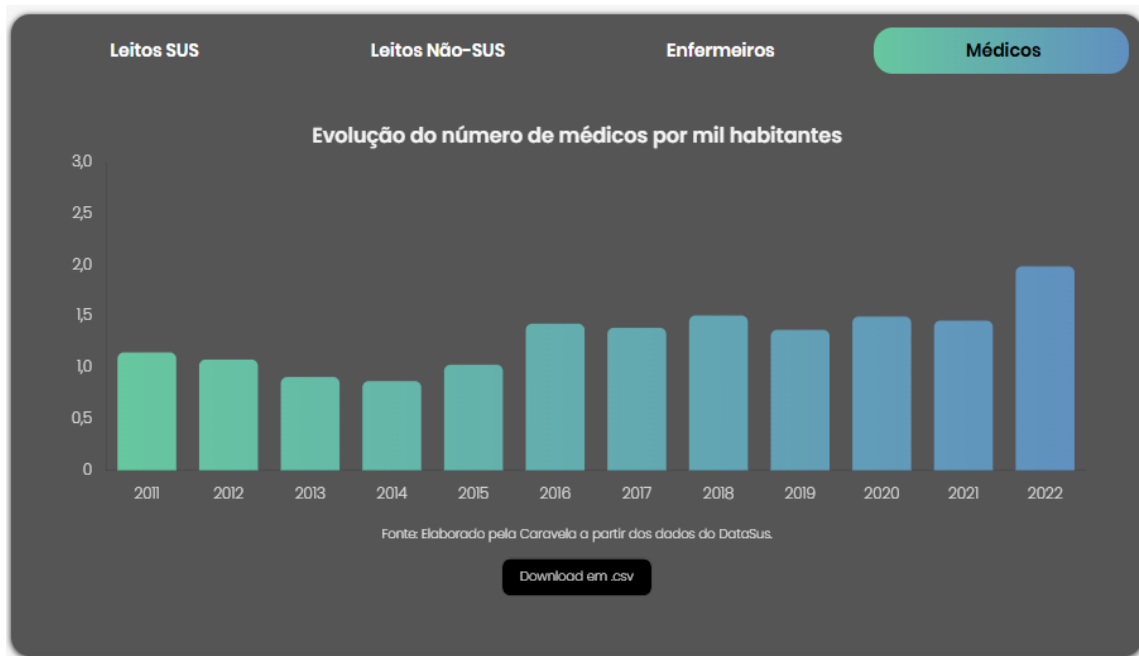 Leitos SUS Leitos Não-SUS Enfermeiros Médicos
Evolução do número de médicos por mil habitantes
3,0
2,5
2,0
1,5
1,0
0,5
0
2011 2012 2013 2014 2015 2016 2017 2018 2019 2020 2021 2022
Fonte: Elaborado pela Caravela a partir dos dados do DataSus.
Download em .csv